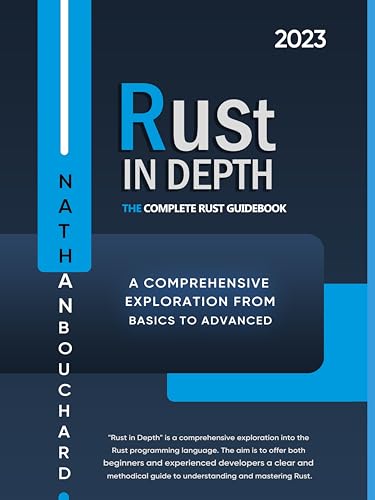 2023
Rust
IN DEPTH
THE COMPLETE RUST GUIDEBOOK
NATHANBOUCHARD
A COMPREHENSIVE
EXPLORATION FROM
BASICS TO ADVANCED
"Rust in Depth" is a comprehensive exploration into the
Rust programming language. The aim is to offer both
beginners and experienced developers a clear and
methodical guide to understanding and mastering Rust.